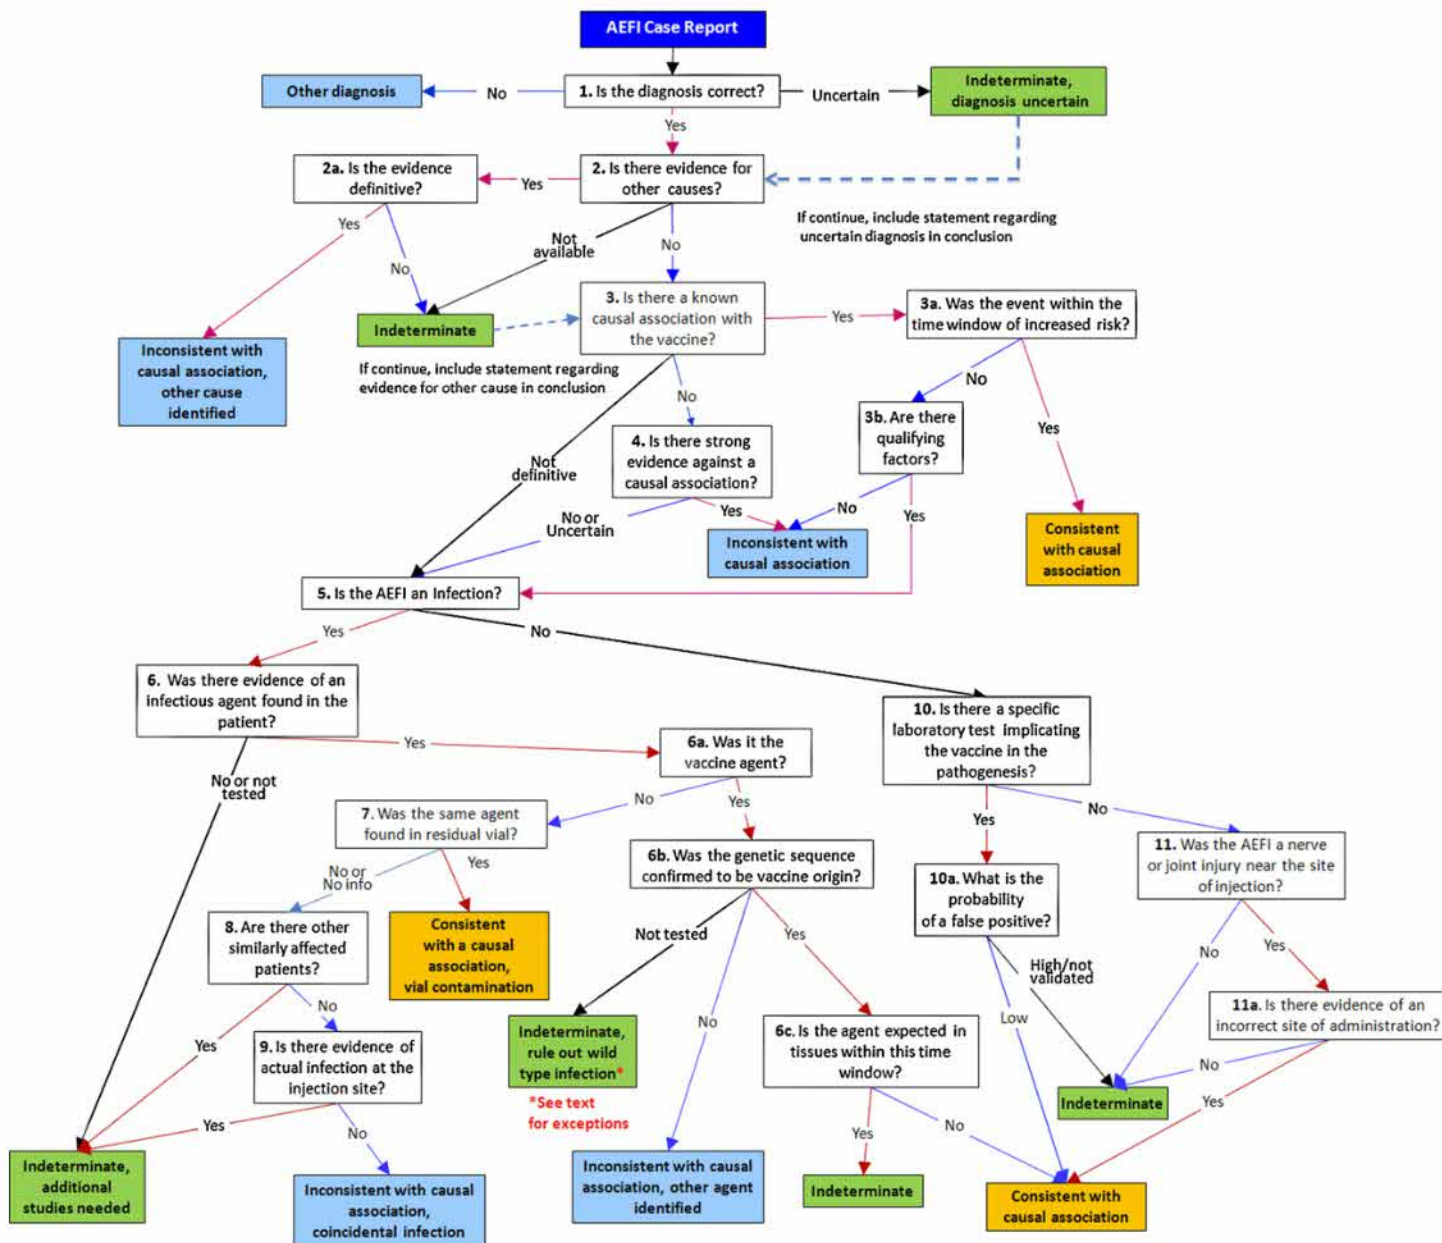 AEFI Case Report
Other diagnosis
No
1. Is the diagnosis correct?
Uncertain
Indeterminate,
diagnosis uncertain
Yes
2a. Is the evidence
definitive?
Yes
2. Is there evidence for
other causes?
If continue, include statement regarding
uncertain diagnosis in conclusion
Yes
No
Not
available
No
Indeterminate
3. Is there a known
causal association with
the vaccine?
Yes
3a. Was the event within the
time window of increased risk?
Inconsistent with
causal association,
other cause
identified
If continue, include statement regarding
evidence for other cause in conclusion
No
No
Yes
4. Is there strong
evidence against a
causal association?
3b. Are there
qualifying
factors?
Not
definitive
No or
Uncertain
Yes
No
Yes
Inconsistent with
causal association
Consistent
with causal
association
5. Is the AEFI an Infection?
Yes
No
6. Was there evidence of an
infectious agent found in the
patient?
10. Is there a specific
laboratory test implicating
the vaccine in the
pathogenesis?
Yes
6a. Was it the
vaccine agent?
No or not
tested
No
Yes
Yes
No
7. Was the same agent
found in residual vial?
6b. Was the genetic sequence
confirmed to be vaccine origin?
11. Was the AEFI a nerve
or joint injury near the site
of injection?
No or
No info
Yes
10a. What is the
probability
of a false positive?
8. Are there other
similarly affected
patients?
Consistent
with a causal
association,
vial contamination
Not tested
Yes
High/not
validated
No
Yes
No
Yes
Indeterminate,
rule out wild
type infection*
No
6c. Is the agent expected in
tissues within this time
window?
Low
11a. Is there evidence of an
incorrect site of administration?
9. Is there evidence of
actual infection at the
injection site?
*See text
for exceptions
No
Indeterminate
Yes
Yes
No
Yes
No
Indeterminate,
additional
studies needed
Inconsistent with causal
association,
coincidental infection
Inconsistent with causal
association, other agent
identified
Indeterminate
Consistent with
causal association